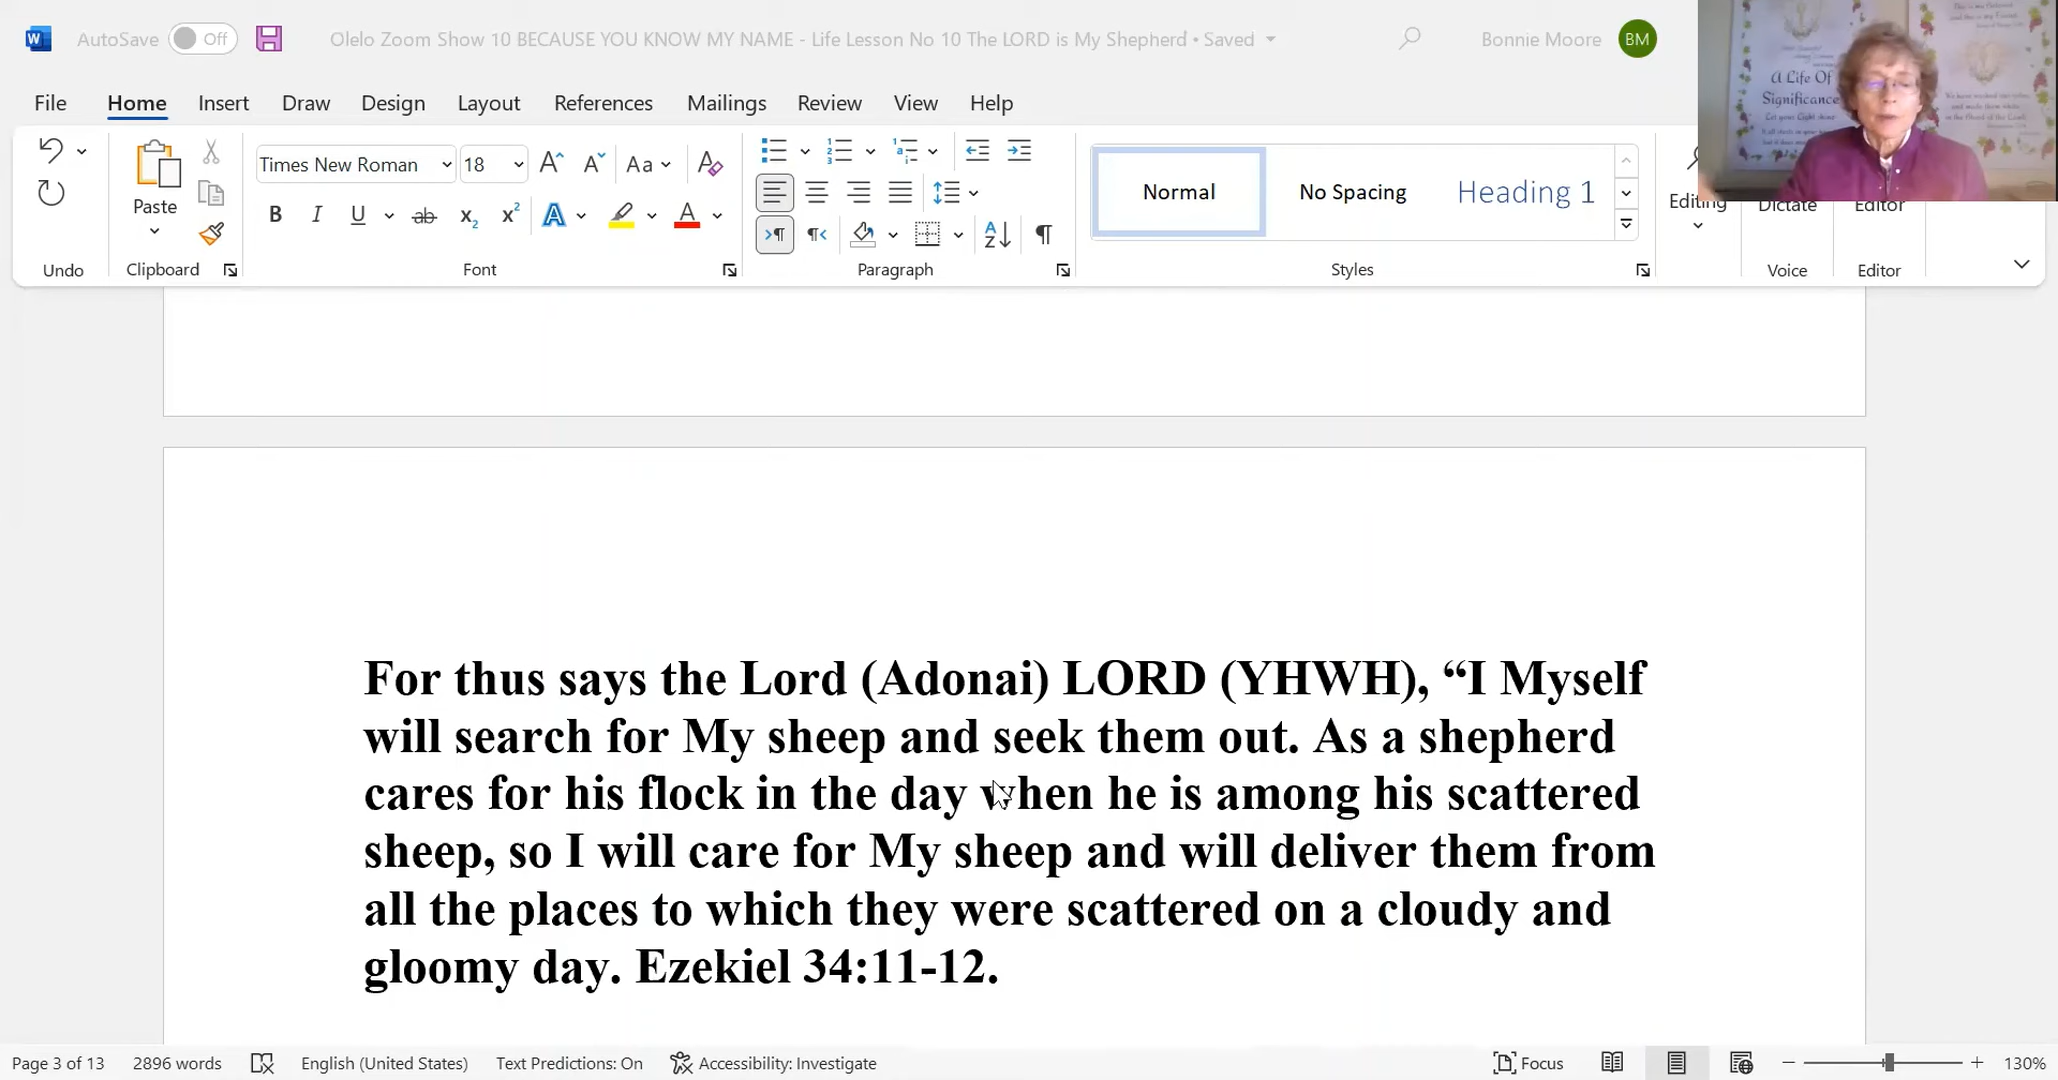 AutoSave Off Olelo Zoom Show 10 BECAUSE YOU KNOW MY NAME - Life Lesson No 10 The LORD is My Shepherd • Saved Bonnie Moore BM
File Home Insert Draw Design Layout References Mailings Review View Help
Paste
Times New Roman 18 Aa
Normal No Spacing Heading 1
Editing Dictate Editor
Undo Clipboard Font Paragraph Styles Voice Editor
A Life Of
Significance
For thus says the Lord (Adonai) LORD (YHWH), “I Myself
will search for My sheep and seek them out. As a shepherd
cares for his flock in the day when he is among his scattered
sheep, so I will care for My sheep and will deliver them from
all the places to which they were scattered on a cloudy and
gloomy day. Ezekiel 34:11-12.
Page 3 of 13 2896 words English (United States) Text Predictions: On Accessibility: Investigate Focus 130%